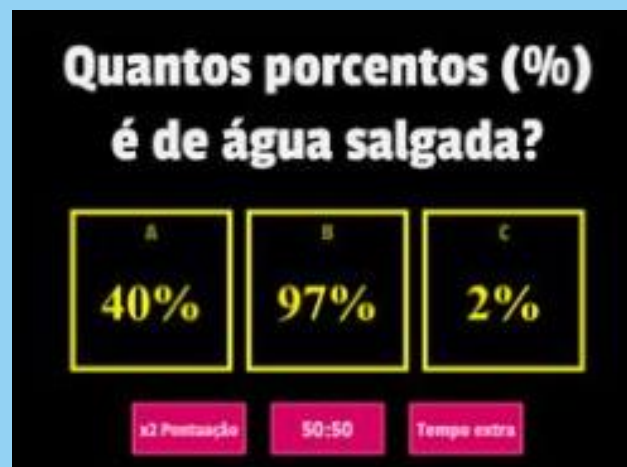 Quantos porcentos (%)
é de água salgada?
A B C
40% 97% 2%
x2 Pontuação 50:50 Tempo extra